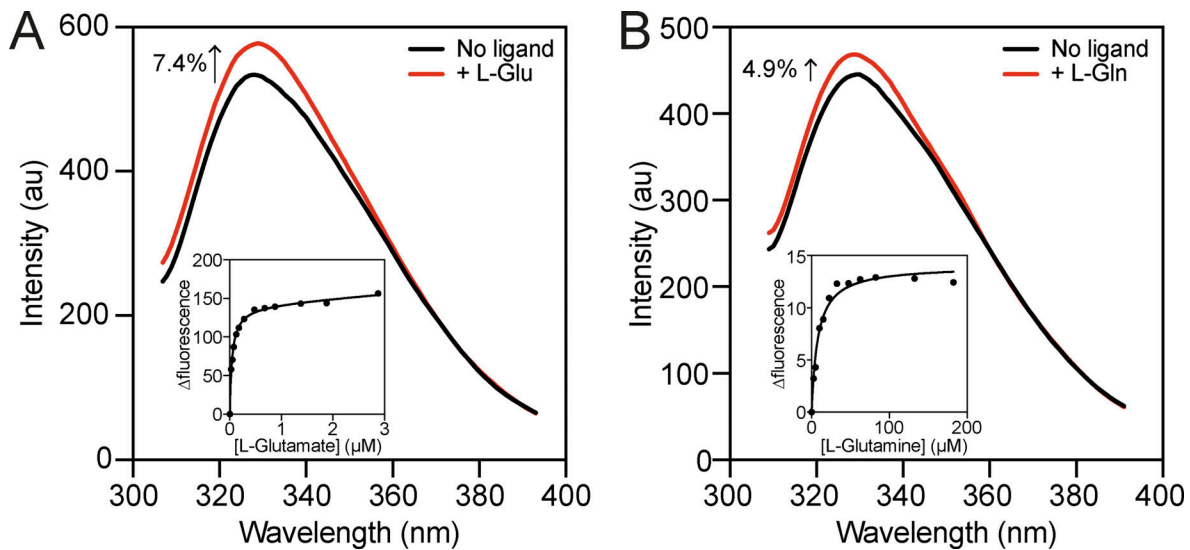 A
600
400
200
0
300
320
340
360
380
400
Intensity (au)
Wavelength (nm)
7.4% ↑
No ligand
+ L-Glu
200
150
100
50
0
0
1
2
3
Δfluorescence
[L-Glutamate] (µM)
B
500
400
300
200
100
0
300
320
340
360
380
400
Intensity (au)
Wavelength (nm)
4.9% ↑
No ligand
+ L-Gln
15
10
5
0
0
100
200
Δfluorescence
[L-Glutamine] (µM)